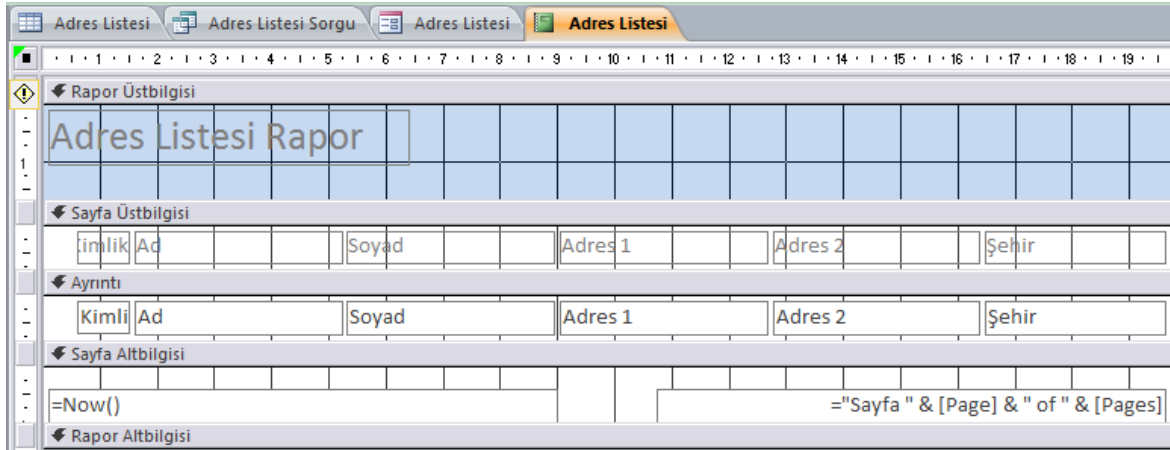 Adres Listesi Adres Listesi Sorgu Adres Listesi Adres Listesi
1 2 3 4 5 6 7 8 9 10 11 12 13 14 15 16 17 18 19
Rapor Üstbilgisi
Adres Listesi Rapor
1
Sayfa Üstbilgisi
imlik Ad Soyad Adres 1 Adres 2 Şehir
Ayrıntı
Kimli Ad Soyad Adres 1 Adres 2 Şehir
Sayfa Altbilgisi
=Now() ="Sayfa " & [Page] & " of " & [Pages]
Rapor Altbilgisi